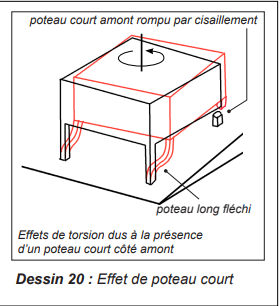 poteau court amont rompu par cisaillement
poteau long fléchi
Effets de torsion dus à la présence
d'un poteau court côté amont
Dessin 20 : Effet de poteau court